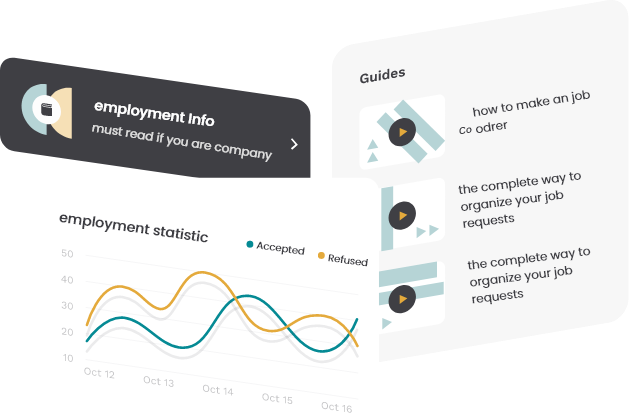 Guides
how to make an job
co odrer
the complete way to
organize your job
requests
the complete way to
organize your job
requests
employment Info
must read if you are company
employment statistic
Accepted
Refused
50
40
30
20
10
Oct 12
Oct 13
Oct 14
Oct 15
Oct 16